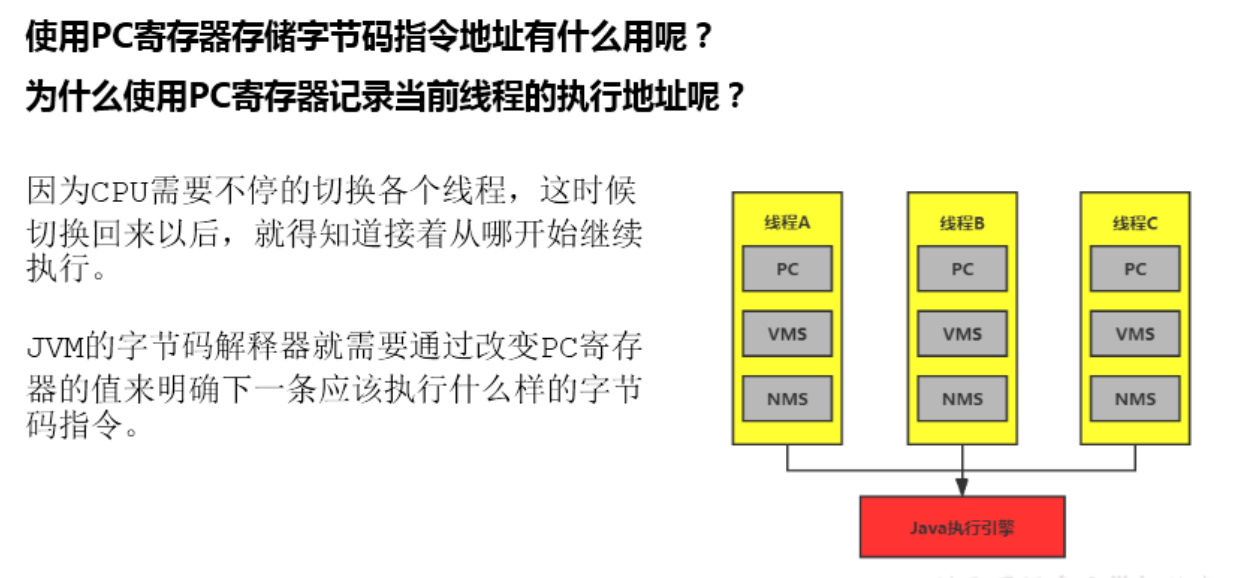 使用PC寄存器存储字节码指令地址有什么用呢？
为什么使用PC寄存器记录当前线程的执行地址呢？
因为CPU需要不停的切换各个线程，这时候
切换回来以后，就得知道接着从哪开始继续
执行。
JVM的字节码解释器就需要通过改变PC寄存
器的值来明确下一条应该执行什么样的字节
码指令。
线程A
PC
VMS
NMS
线程B
PC
VMS
NMS
线程C
PC
VMS
NMS
Java执行引擎